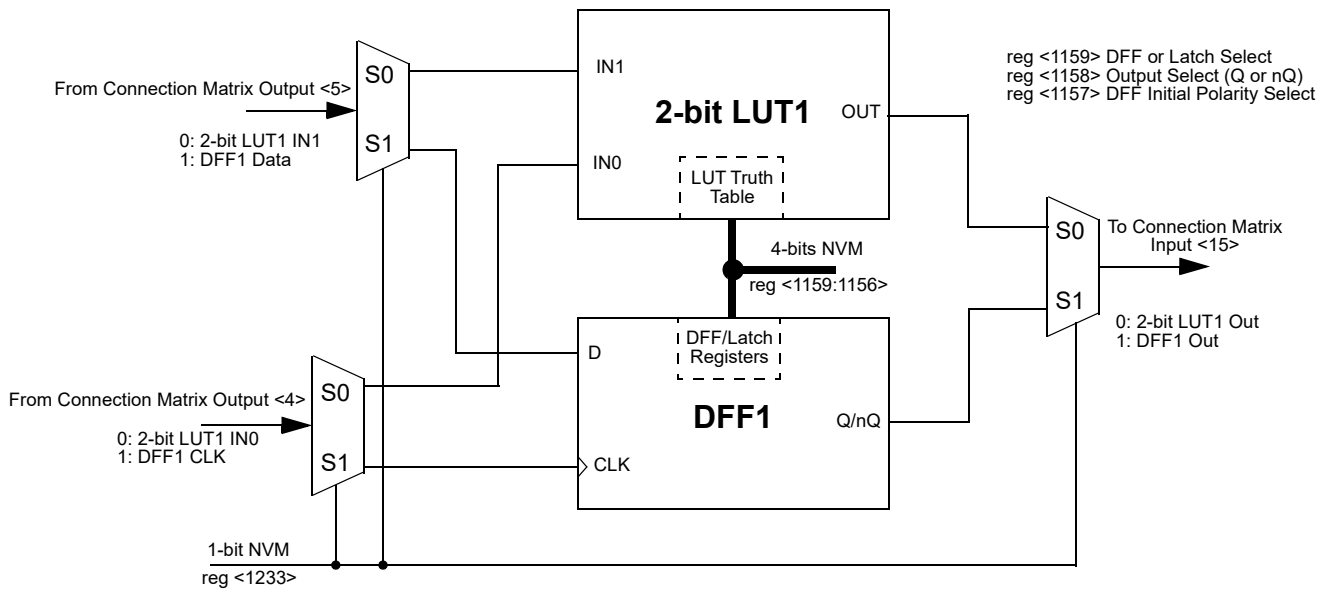 reg <1159> DFF or Latch Select
reg <1158> Output Select (Q or nQ)
reg <1157> DFF Initial Polarity Select
From Connection Matrix Output <5>
0: 2-bit LUT1 IN1
1: DFF1 Data
S0
S1
IN1
2-bit LUT1
OUT
IN0
LUT Truth
Table
4-bits NVM
reg <1159:1156>
S0
S1
To Connection Matrix
Input <15>
0: 2-bit LUT1 Out
1: DFF1 Out
DFF/Latch
Registers
D
DFF1
Q/nQ
CLK
From Connection Matrix Output <4>
0: 2-bit LUT1 IN0
1: DFF1 CLK
S0
S1
1-bit NVM
reg <1233>